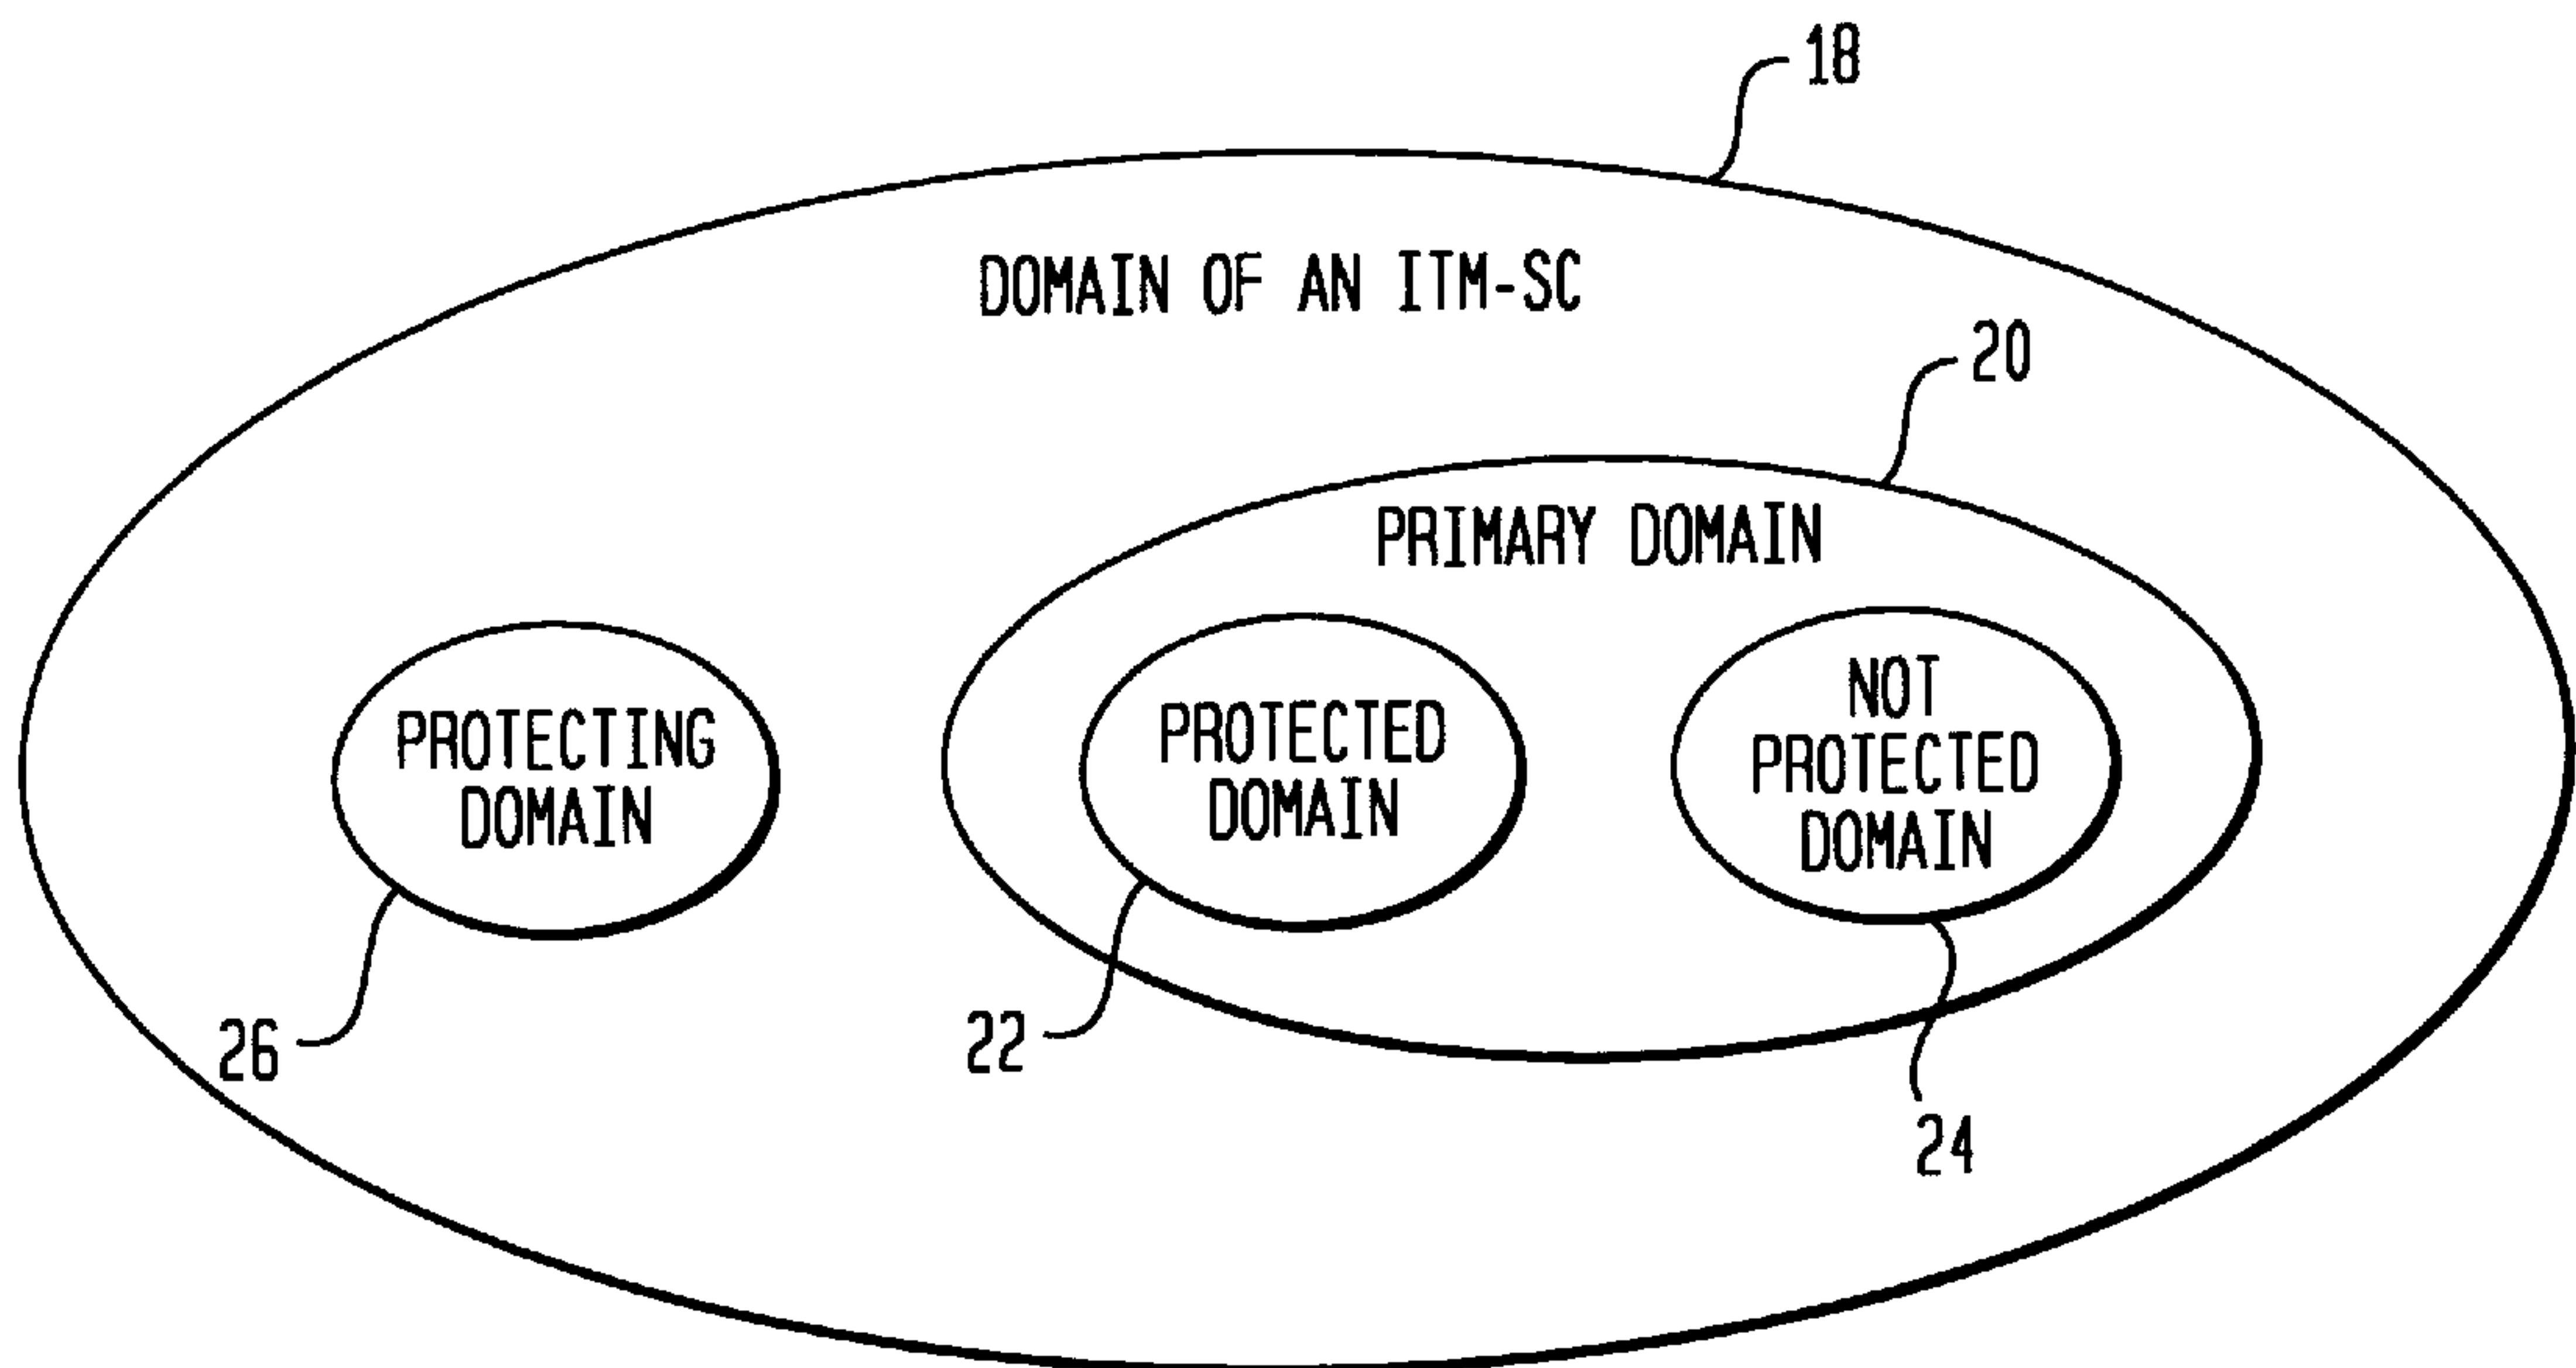 18
DOMAIN OF AN ITM-SC
20
PRIMARY DOMAIN
PROTECTING
DOMAIN
PROTECTED
DOMAIN
NOT
PROTECTED
DOMAIN
26
22
24